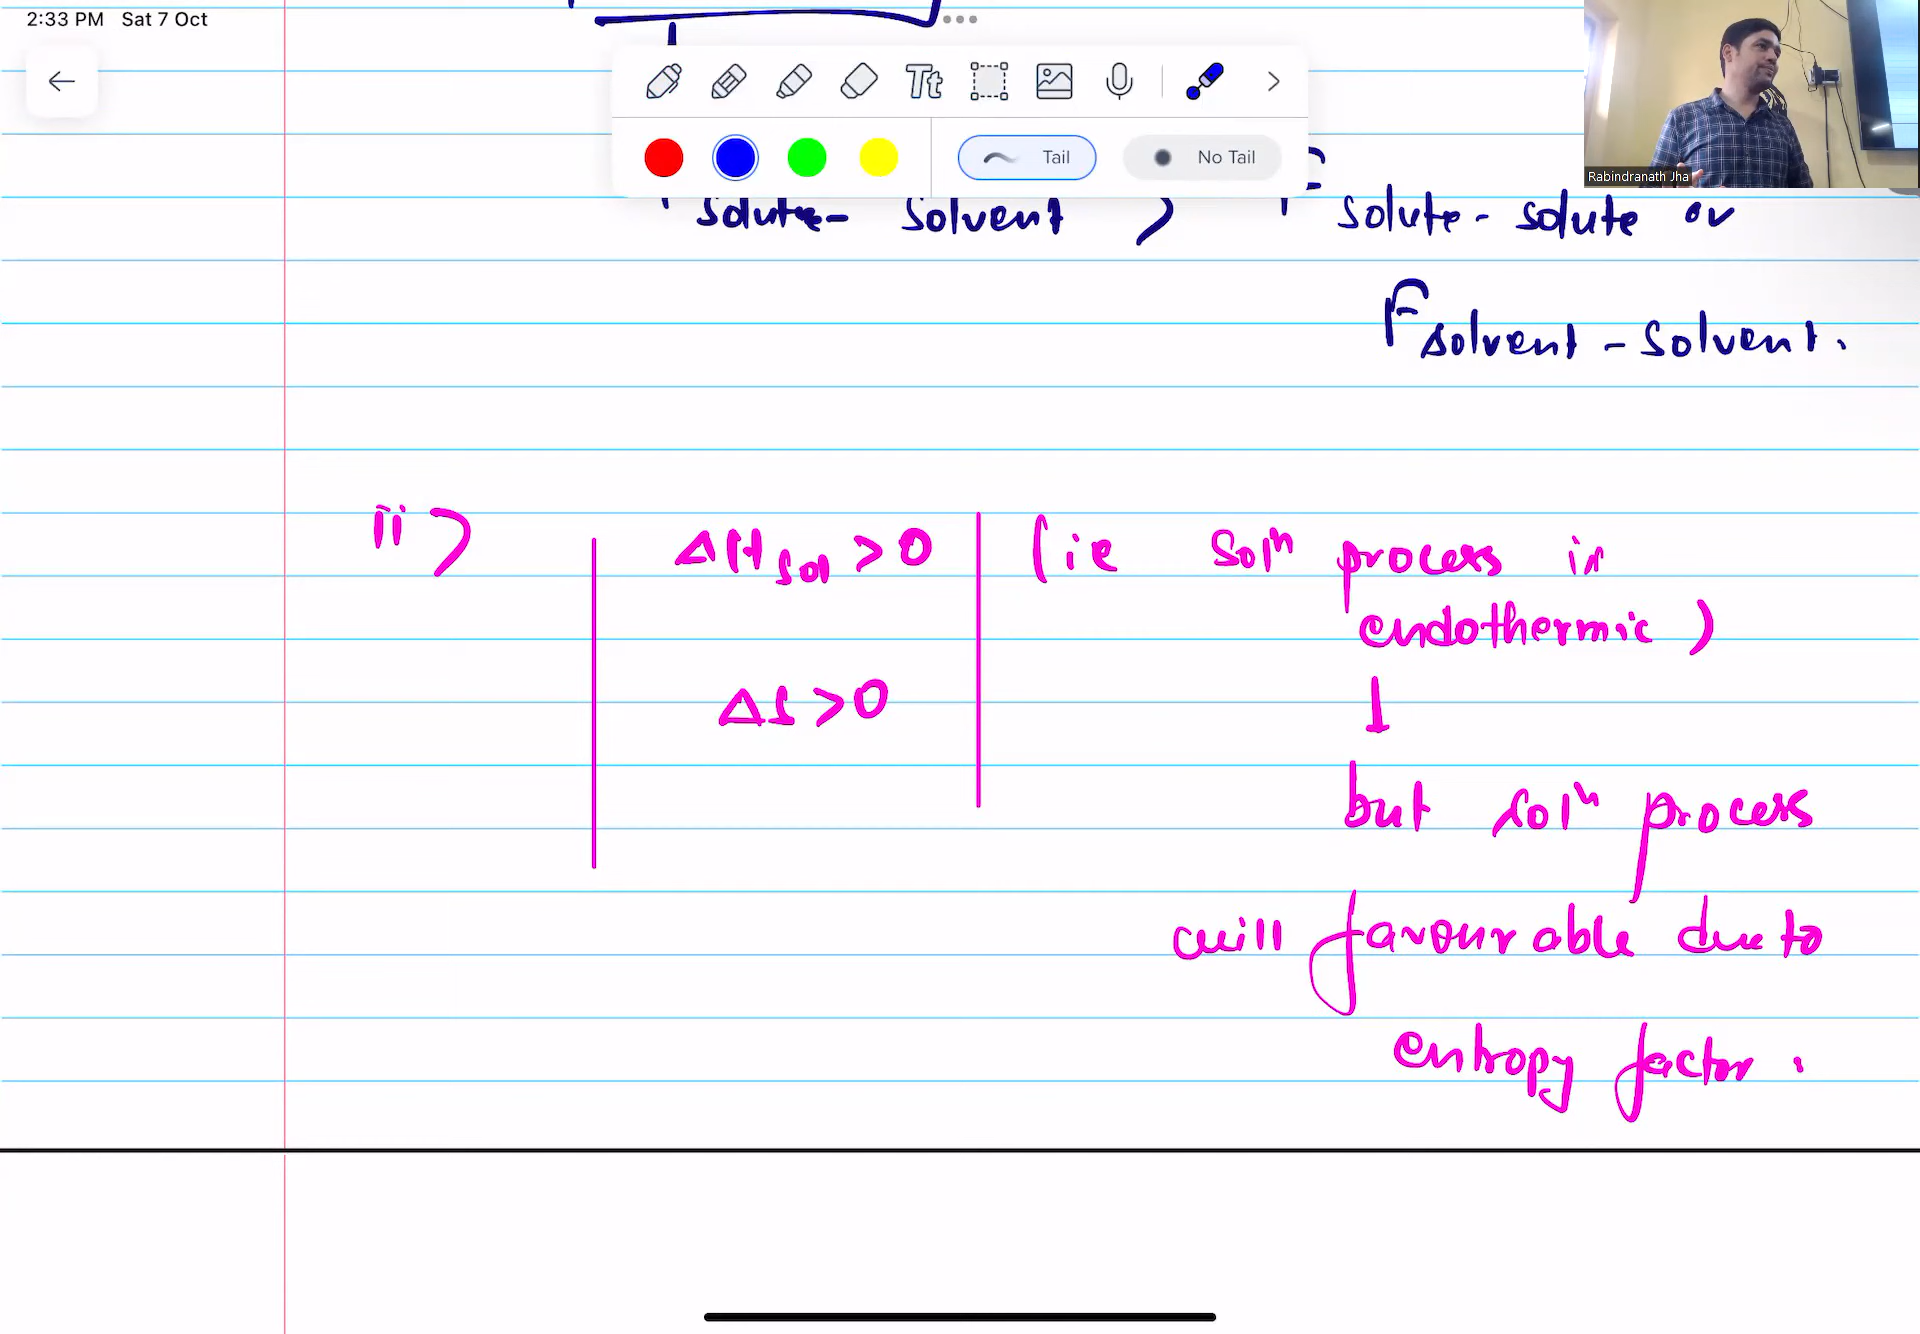 2:33 PM Sat 7 Oct
Tt
Tail No Tail
Rabindranath Jha
F solute- solvent > F solute - solute or
F solvent - solvent.
ii) ΔH sol > 0 (ie Solⁿ process is
endothermic)
ΔS > 0
but solⁿ process
will favourable due to
entropy factor.